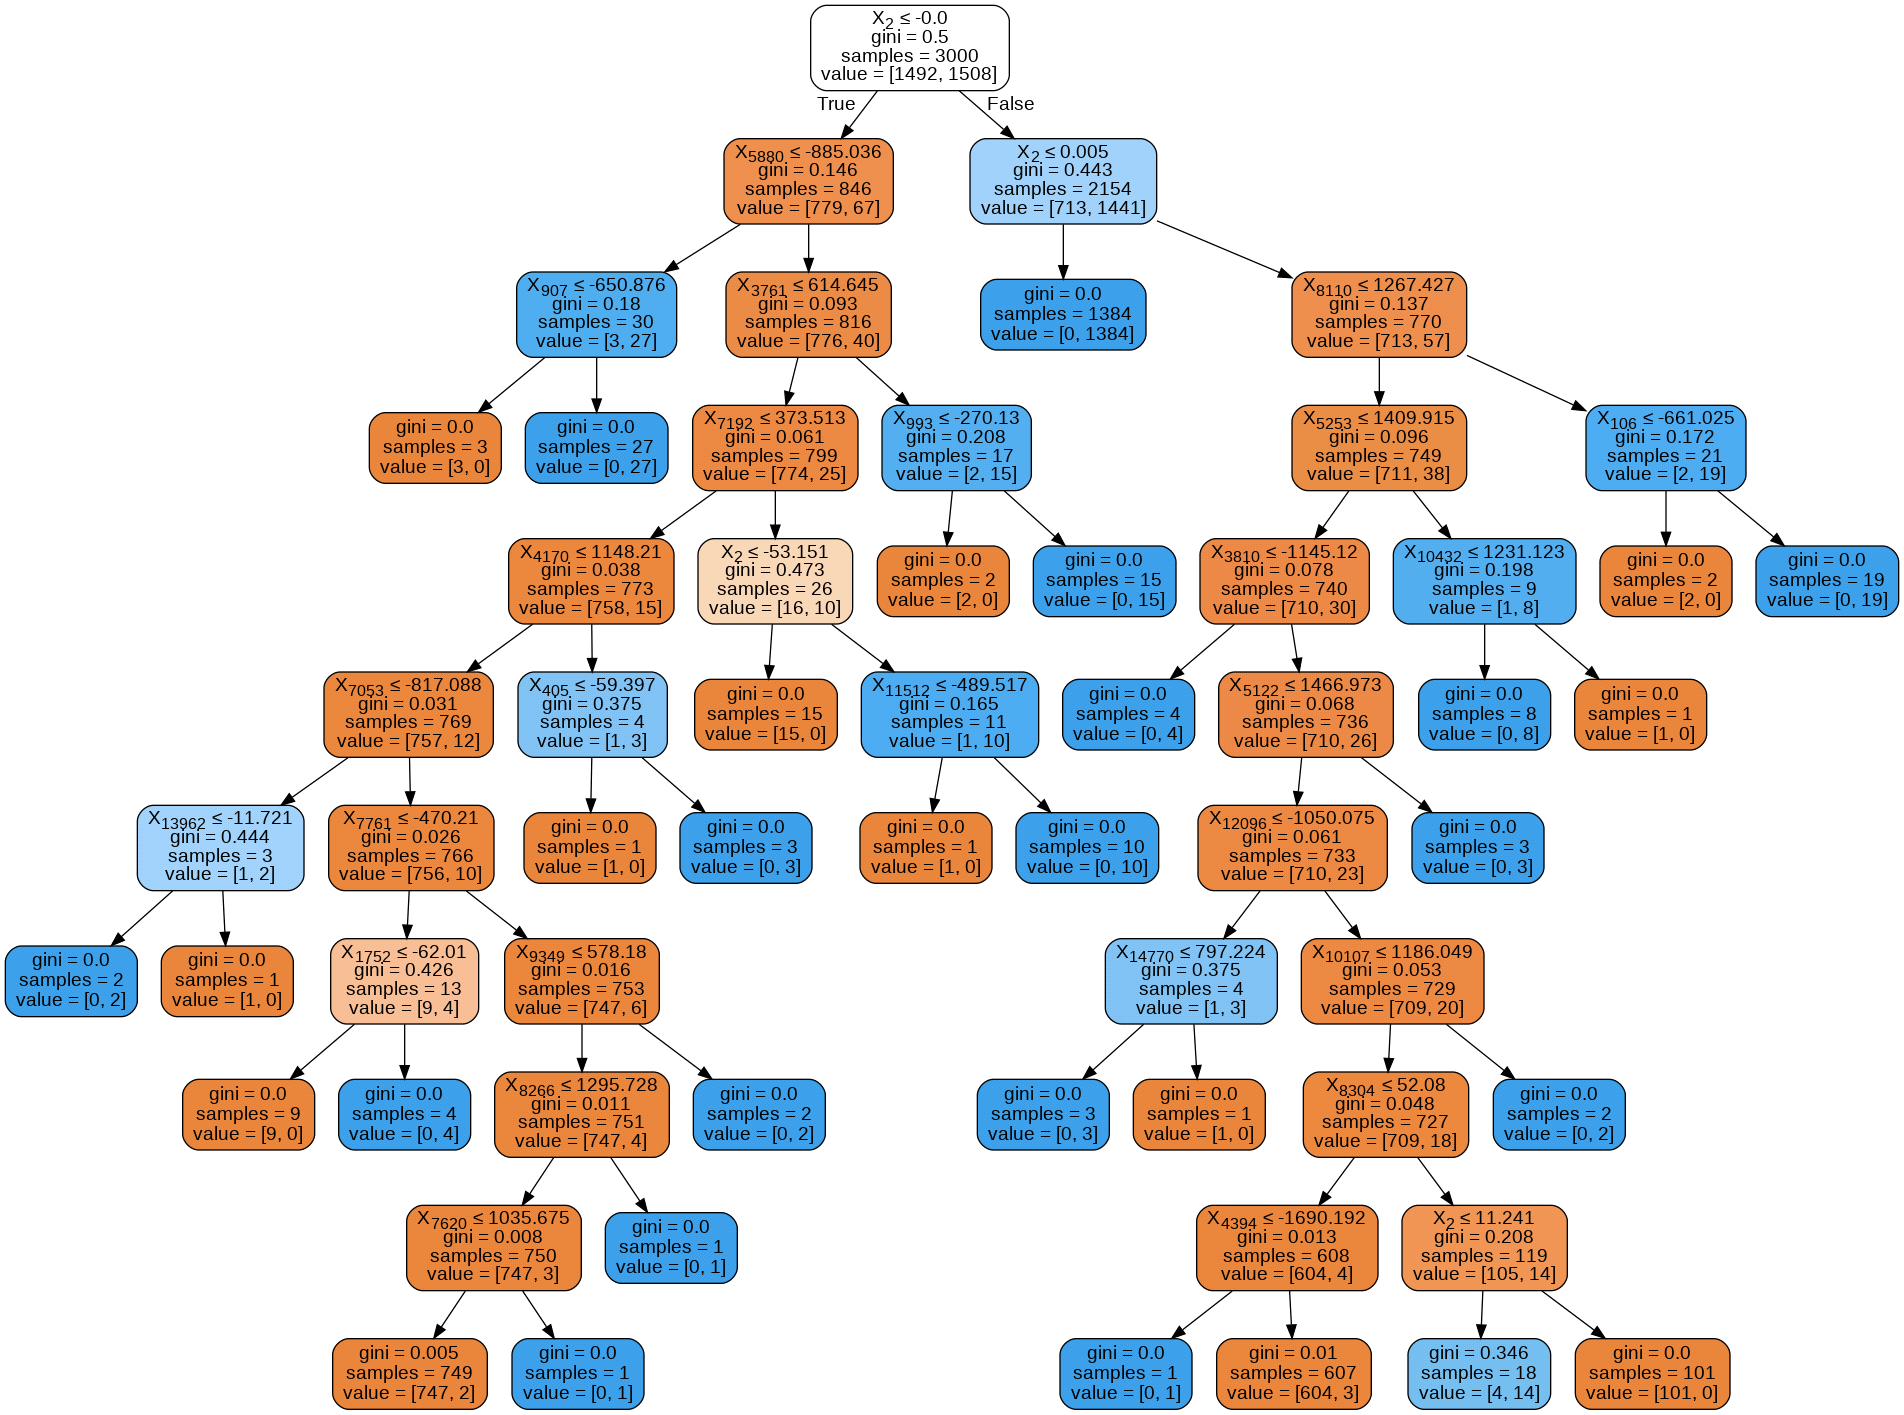 X2 ≤ -0.0
gini = 0.5
samples = 3000
value = [1492, 1508]
True
False
X5880 ≤ -885.036
gini = 0.146
samples = 846
value = [779, 67]
X2 ≤ 0.005
gini = 0.443
samples = 2154
value = [713, 1441]
X907 ≤ -650.876
gini = 0.18
samples = 30
value = [3, 27]
X3761 ≤ 614.645
gini = 0.093
samples = 816
value = [776, 40]
gini = 0.0
samples = 1384
value = [0, 1384]
X8110 ≤ 1267.427
gini = 0.137
samples = 770
value = [713, 57]
gini = 0.0
samples = 3
value = [3, 0]
gini = 0.0
samples = 27
value = [0, 27]
X7192 ≤ 373.513
gini = 0.061
samples = 799
value = [774, 25]
X993 ≤ -270.13
gini = 0.208
samples = 17
value = [2, 15]
X5253 ≤ 1409.915
gini = 0.096
samples = 749
value = [711, 38]
X106 ≤ -661.025
gini = 0.172
samples = 21
value = [2, 19]
X4170 ≤ 1148.21
gini = 0.038
samples = 773
value = [758, 15]
X2 ≤ -53.151
gini = 0.473
samples = 26
value = [16, 10]
gini = 0.0
samples = 2
value = [2, 0]
gini = 0.0
samples = 15
value = [0, 15]
X3810 ≤ -1145.12
gini = 0.078
samples = 740
value = [710, 30]
X10432 ≤ 1231.123
gini = 0.198
samples = 9
value = [1, 8]
gini = 0.0
samples = 2
value = [2, 0]
gini = 0.0
samples = 19
value = [0, 19]
X7053 ≤ -817.088
gini = 0.031
samples = 769
value = [757, 12]
X405 ≤ -59.397
gini = 0.375
samples = 4
value = [1, 3]
gini = 0.0
samples = 15
value = [15, 0]
X11512 ≤ -489.517
gini = 0.165
samples = 11
value = [1, 10]
gini = 0.0
samples = 4
value = [0, 4]
X5122 ≤ 1466.973
gini = 0.068
samples = 736
value = [710, 26]
gini = 0.0
samples = 8
value = [0, 8]
gini = 0.0
samples = 1
value = [1, 0]
X13962 ≤ -11.721
gini = 0.444
samples = 3
value = [1, 2]
X7761 ≤ -470.21
gini = 0.026
samples = 766
value = [756, 10]
gini = 0.0
samples = 1
value = [1, 0]
gini = 0.0
samples = 3
value = [0, 3]
gini = 0.0
samples = 1
value = [1, 0]
gini = 0.0
samples = 10
value = [0, 10]
X12096 ≤ -1050.075
gini = 0.061
samples = 733
value = [710, 23]
gini = 0.0
samples = 3
value = [0, 3]
gini = 0.0
samples = 2
value = [0, 2]
gini = 0.0
samples = 1
value = [1, 0]
X1752 ≤ -62.01
gini = 0.426
samples = 13
value = [9, 4]
X9349 ≤ 578.18
gini = 0.016
samples = 753
value = [747, 6]
X14770 ≤ 797.224
gini = 0.375
samples = 4
value = [1, 3]
X10107 ≤ 1186.049
gini = 0.053
samples = 729
value = [709, 20]
gini = 0.0
samples = 9
value = [9, 0]
gini = 0.0
samples = 4
value = [0, 4]
X8266 ≤ 1295.728
gini = 0.011
samples = 751
value = [747, 4]
gini = 0.0
samples = 2
value = [0, 2]
gini = 0.0
samples = 3
value = [0, 3]
gini = 0.0
samples = 1
value = [1, 0]
X8304 ≤ 52.08
gini = 0.048
samples = 727
value = [709, 18]
gini = 0.0
samples = 2
value = [0, 2]
X7620 ≤ 1035.675
gini = 0.008
samples = 750
value = [747, 3]
gini = 0.0
samples = 1
value = [0, 1]
X4394 ≤ -1690.192
gini = 0.013
samples = 608
value = [604, 4]
X2 ≤ 11.241
gini = 0.208
samples = 119
value = [105, 14]
gini = 0.005
samples = 749
value = [747, 2]
gini = 0.0
samples = 1
value = [0, 1]
gini = 0.0
samples = 1
value = [0, 1]
gini = 0.01
samples = 607
value = [604, 3]
gini = 0.346
samples = 18
value = [4, 14]
gini = 0.0
samples = 101
value = [101, 0]